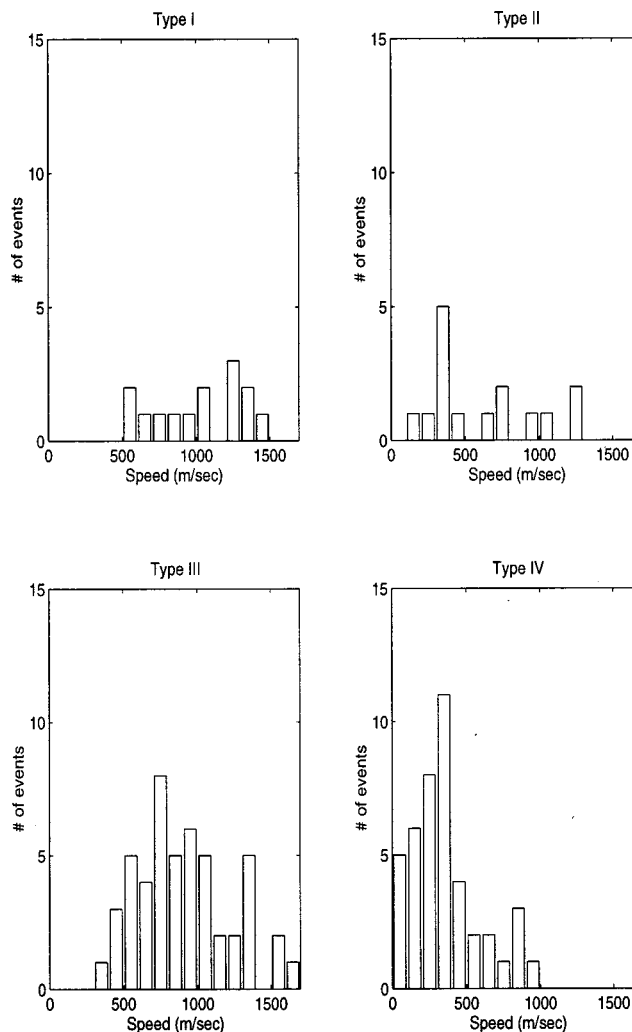 Type I
15
10
5
0
# of events
0 500 1000 1500
Speed (m/sec)
Type II
15
10
5
0
# of events
0 500 1000 1500
Speed (m/sec)
Type III
15
10
5
0
# of events
0 500 1000 1500
Speed (m/sec)
Type IV
15
10
5
0
# of events
0 500 1000 1500
Speed (m/sec)